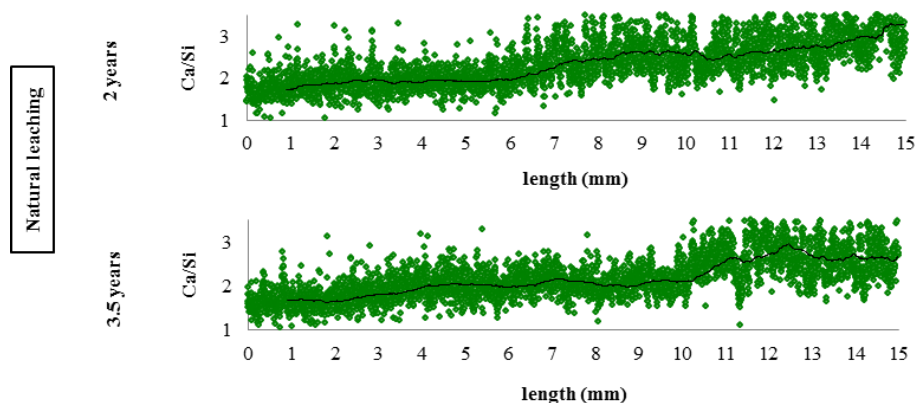 Natural leaching
2 years
Ca/Si
3
2
1
0 1 2 3 4 5 6 7 8 9 10 11 12 13 14 15
length (mm)
3.5 years
Ca/Si
3
2
1
0 1 2 3 4 5 6 7 8 9 10 11 12 13 14 15
length (mm)